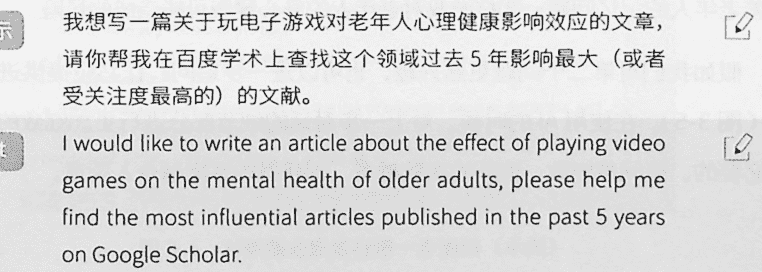 我想写一篇关于玩电子游戏对老年人心理健康影响效应的文章，
请你帮我在百度学术上查找这个领域过去 5 年影响最大（或者
受关注度最高的）的文献。
I would like to write an article about the effect of playing video
games on the mental health of older adults, please help me
find the most influential articles published in the past 5 years
on Google Scholar.